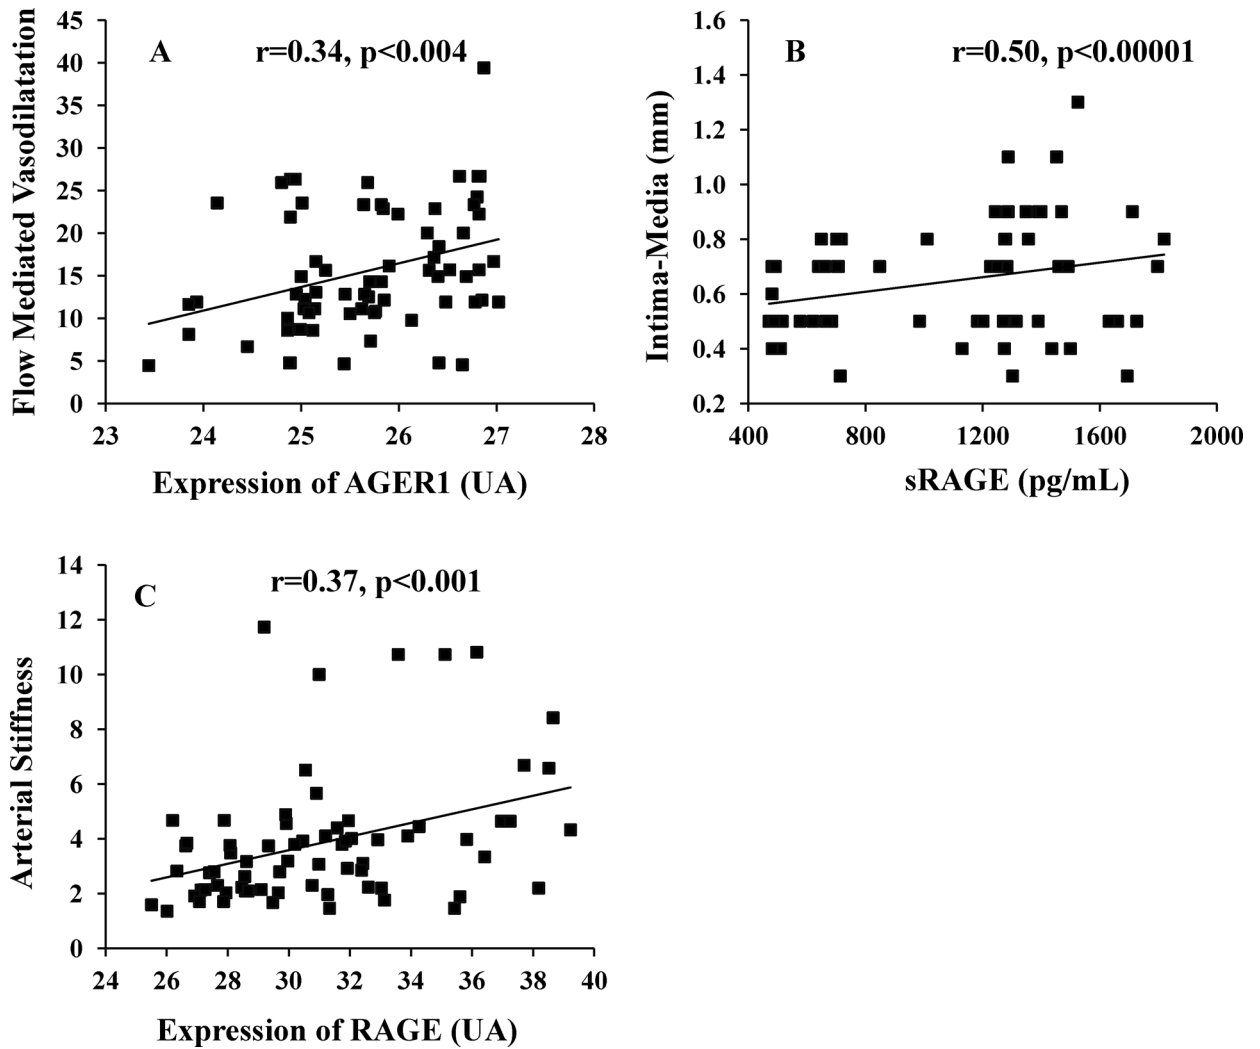 A
r=0.34, p<0.004
Flow Mediated Vasodilatation
45
40
35
30
25
20
15
10
5
0
23 24 25 26 27 28
Expression of AGER1 (UA)
B
r=0.50, p<0.00001
Intima-Media (mm)
1.6
1.4
1.2
1.0
0.8
0.6
0.4
0.2
400 800 1200 1600 2000
sRAGE (pg/mL)
C
r=0.37, p<0.001
Arterial Stiffness
14
12
10
8
6
4
2
0
24 26 28 30 32 34 36 38 40
Expression of RAGE (UA)